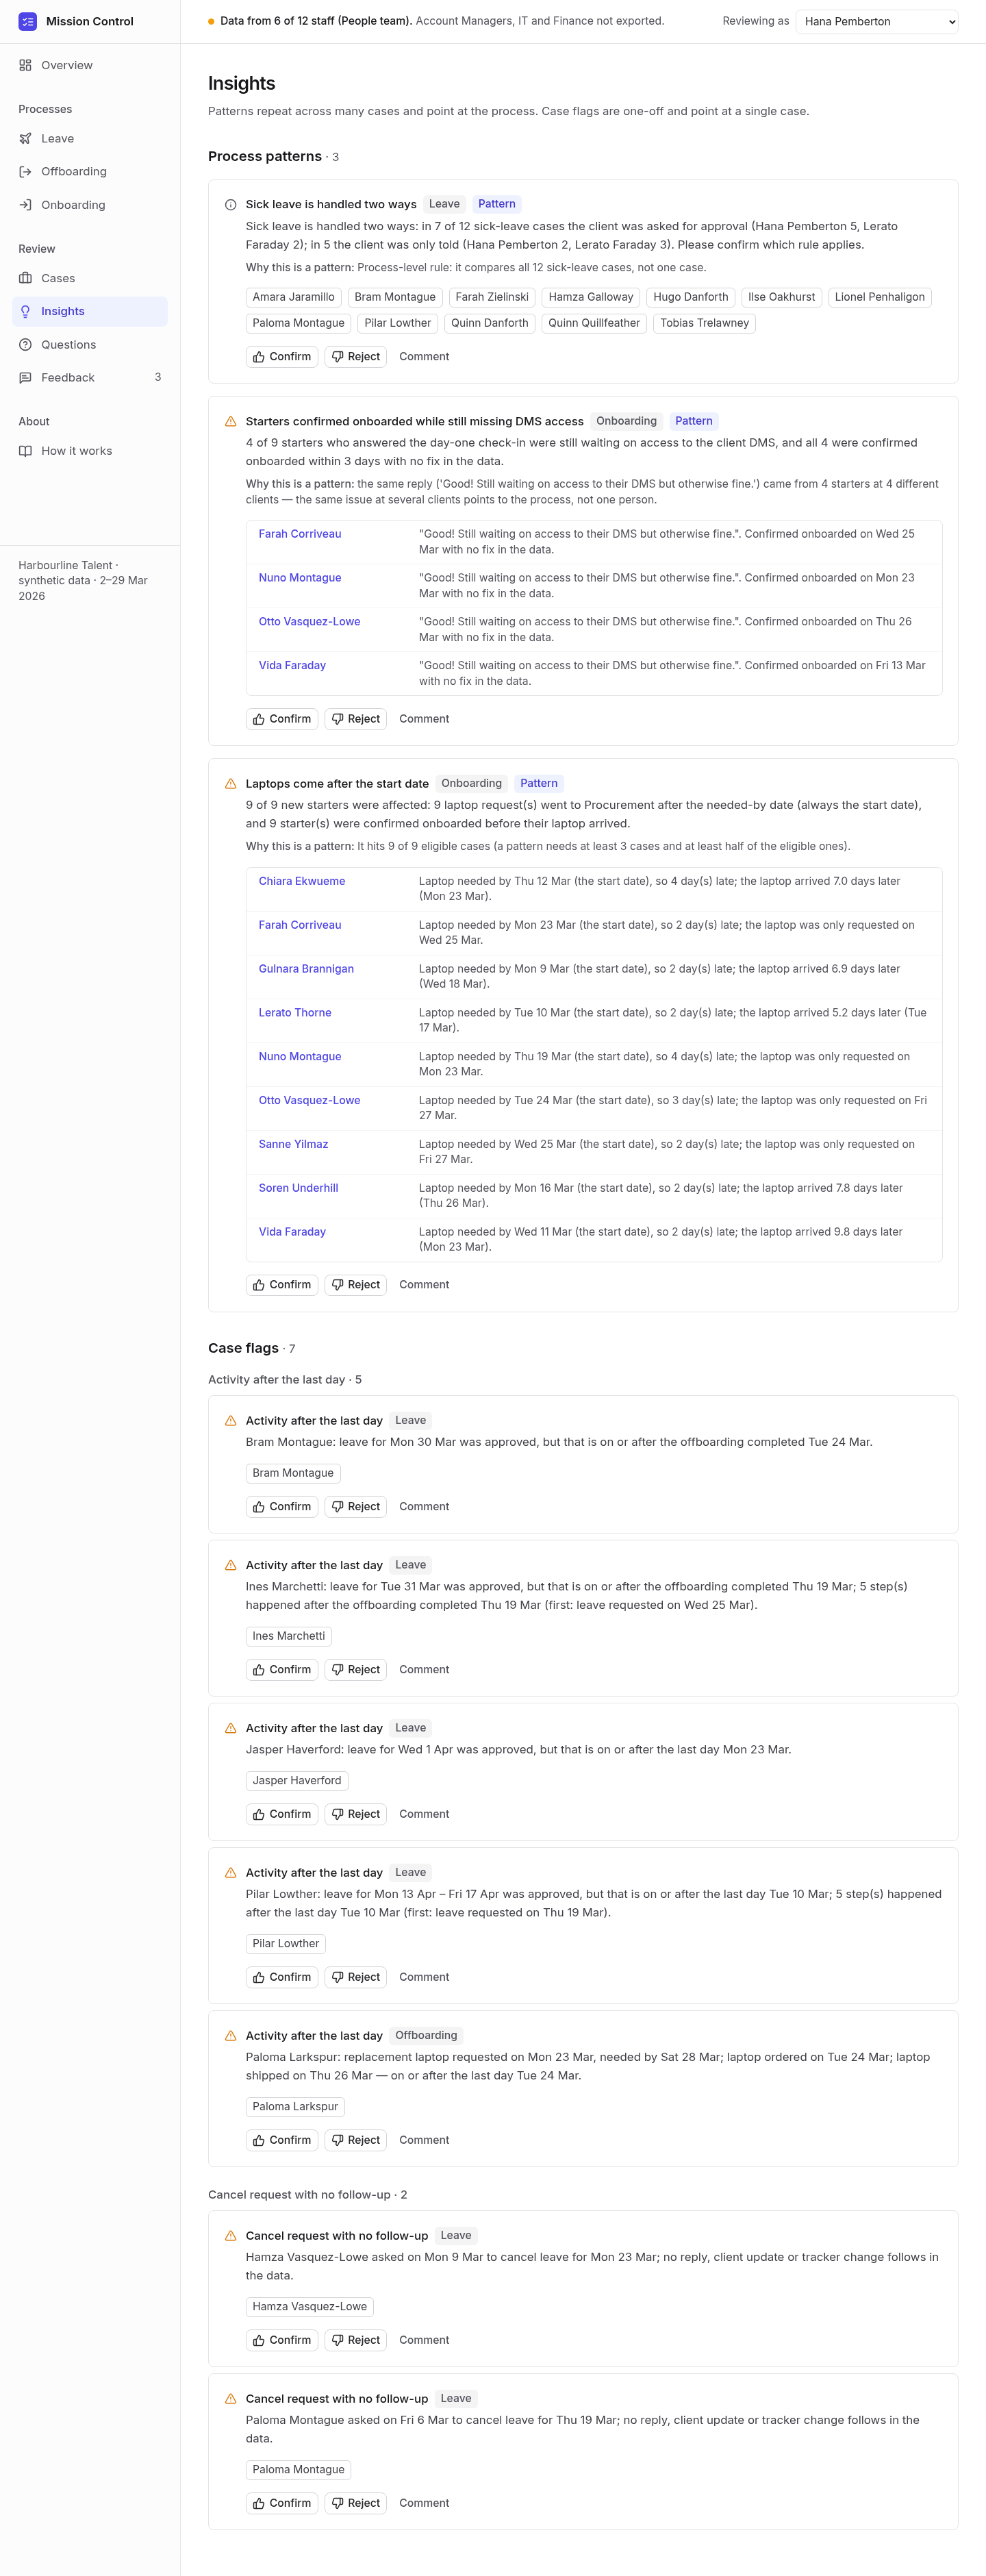 Mission Control
Data from 6 of 12 staff (People team). Account Managers, IT and Finance not exported.
Reviewing as
Hana Pemberton
Overview
Processes
Leave
Offboarding
Onboarding
Review
Cases
Insights
Questions
Feedback 3
About
How it works
Harbourline Talent ·
synthetic data · 2–29 Mar
2026
Insights
Patterns repeat across many cases and point at the process. Case flags are one-off and point at a single case.
Process patterns · 3
Sick leave is handled two ways Leave Pattern
Sick leave is handled two ways: in 7 of 12 sick-leave cases the client was asked for approval (Hana Pemberton 5, Lerato
Faraday 2); in 5 the client was only told (Hana Pemberton 2, Lerato Faraday 3). Please confirm which rule applies.
Why this is a pattern: Process-level rule: it compares all 12 sick-leave cases, not one case.
Amara Jaramillo Bram Montague Farah Zielinski Hamza Galloway Hugo Danforth Ilse Oakhurst Lionel Penhaligon
Paloma Montague Pilar Lowther Quinn Danforth Quinn Quillfeather Tobias Trelawney
Confirm Reject Comment
Starters confirmed onboarded while still missing DMS access Onboarding Pattern
4 of 9 starters who answered the day-one check-in were still waiting on access to the client DMS, and all 4 were confirmed
onboarded within 3 days with no fix in the data.
Why this is a pattern: the same reply ('Good! Still waiting on access to their DMS but otherwise fine.') came from 4 starters at 4 different
clients — the same issue at several clients points to the process, not one person.
Farah Corriveau
"Good! Still waiting on access to their DMS but otherwise fine.". Confirmed onboarded on Wed 25
Mar with no fix in the data.
Nuno Montague
"Good! Still waiting on access to their DMS but otherwise fine.". Confirmed onboarded on Mon 23
Mar with no fix in the data.
Otto Vasquez-Lowe
"Good! Still waiting on access to their DMS but otherwise fine.". Confirmed onboarded on Thu 26
Mar with no fix in the data.
Vida Faraday
"Good! Still waiting on access to their DMS but otherwise fine.". Confirmed onboarded on Fri 13 Mar
with no fix in the data.
Confirm Reject Comment
Laptops come after the start date Onboarding Pattern
9 of 9 new starters were affected: 9 laptop request(s) went to Procurement after the needed-by date (always the start date),
and 9 starter(s) were confirmed onboarded before their laptop arrived.
Why this is a pattern: It hits 9 of 9 eligible cases (a pattern needs at least 3 cases and at least half of the eligible ones).
Chiara Ekwueme
Laptop needed by Thu 12 Mar (the start date), so 4 day(s) late; the laptop arrived 7.0 days later
(Mon 23 Mar).
Farah Corriveau
Laptop needed by Mon 23 Mar (the start date), so 2 day(s) late; the laptop was only requested on
Wed 25 Mar.
Gulnara Brannigan
Laptop needed by Mon 9 Mar (the start date), so 2 day(s) late; the laptop arrived 6.9 days later
(Wed 18 Mar).
Lerato Thorne
Laptop needed by Tue 10 Mar (the start date), so 2 day(s) late; the laptop arrived 5.2 days later (Tue
17 Mar).
Nuno Montague
Laptop needed by Thu 19 Mar (the start date), so 4 day(s) late; the laptop was only requested on
Mon 23 Mar.
Otto Vasquez-Lowe
Laptop needed by Tue 24 Mar (the start date), so 3 day(s) late; the laptop was only requested on Fri
27 Mar.
Sanne Yilmaz
Laptop needed by Wed 25 Mar (the start date), so 2 day(s) late; the laptop was only requested on
Fri 27 Mar.
Soren Underhill
Laptop needed by Mon 16 Mar (the start date), so 2 day(s) late; the laptop arrived 7.8 days later
(Thu 26 Mar).
Vida Faraday
Laptop needed by Wed 11 Mar (the start date), so 2 day(s) late; the laptop arrived 9.8 days later
(Mon 23 Mar).
Confirm Reject Comment
Case flags · 7
Activity after the last day · 5
Activity after the last day Leave
Bram Montague: leave for Mon 30 Mar was approved, but that is on or after the offboarding completed Tue 24 Mar.
Bram Montague
Confirm Reject Comment
Activity after the last day Leave
Ines Marchetti: leave for Tue 31 Mar was approved, but that is on or after the offboarding completed Thu 19 Mar; 5 step(s)
happened after the offboarding completed Thu 19 Mar (first: leave requested on Wed 25 Mar).
Ines Marchetti
Confirm Reject Comment
Activity after the last day Leave
Jasper Haverford: leave for Wed 1 Apr was approved, but that is on or after the last day Mon 23 Mar.
Jasper Haverford
Confirm Reject Comment
Activity after the last day Leave
Pilar Lowther: leave for Mon 13 Apr – Fri 17 Apr was approved, but that is on or after the last day Tue 10 Mar; 5 step(s) happened
after the last day Tue 10 Mar (first: leave requested on Thu 19 Mar).
Pilar Lowther
Confirm Reject Comment
Activity after the last day Offboarding
Paloma Larkspur: replacement laptop requested on Mon 23 Mar, needed by Sat 28 Mar; laptop ordered on Tue 24 Mar; laptop
shipped on Thu 26 Mar — on or after the last day Tue 24 Mar.
Paloma Larkspur
Confirm Reject Comment
Cancel request with no follow-up · 2
Cancel request with no follow-up Leave
Hamza Vasquez-Lowe asked on Mon 9 Mar to cancel leave for Mon 23 Mar; no reply, client update or tracker change follows in
the data.
Hamza Vasquez-Lowe
Confirm Reject Comment
Cancel request with no follow-up Leave
Paloma Montague asked on Fri 6 Mar to cancel leave for Thu 19 Mar; no reply, client update or tracker change follows in the
data.
Paloma Montague
Confirm Reject Comment